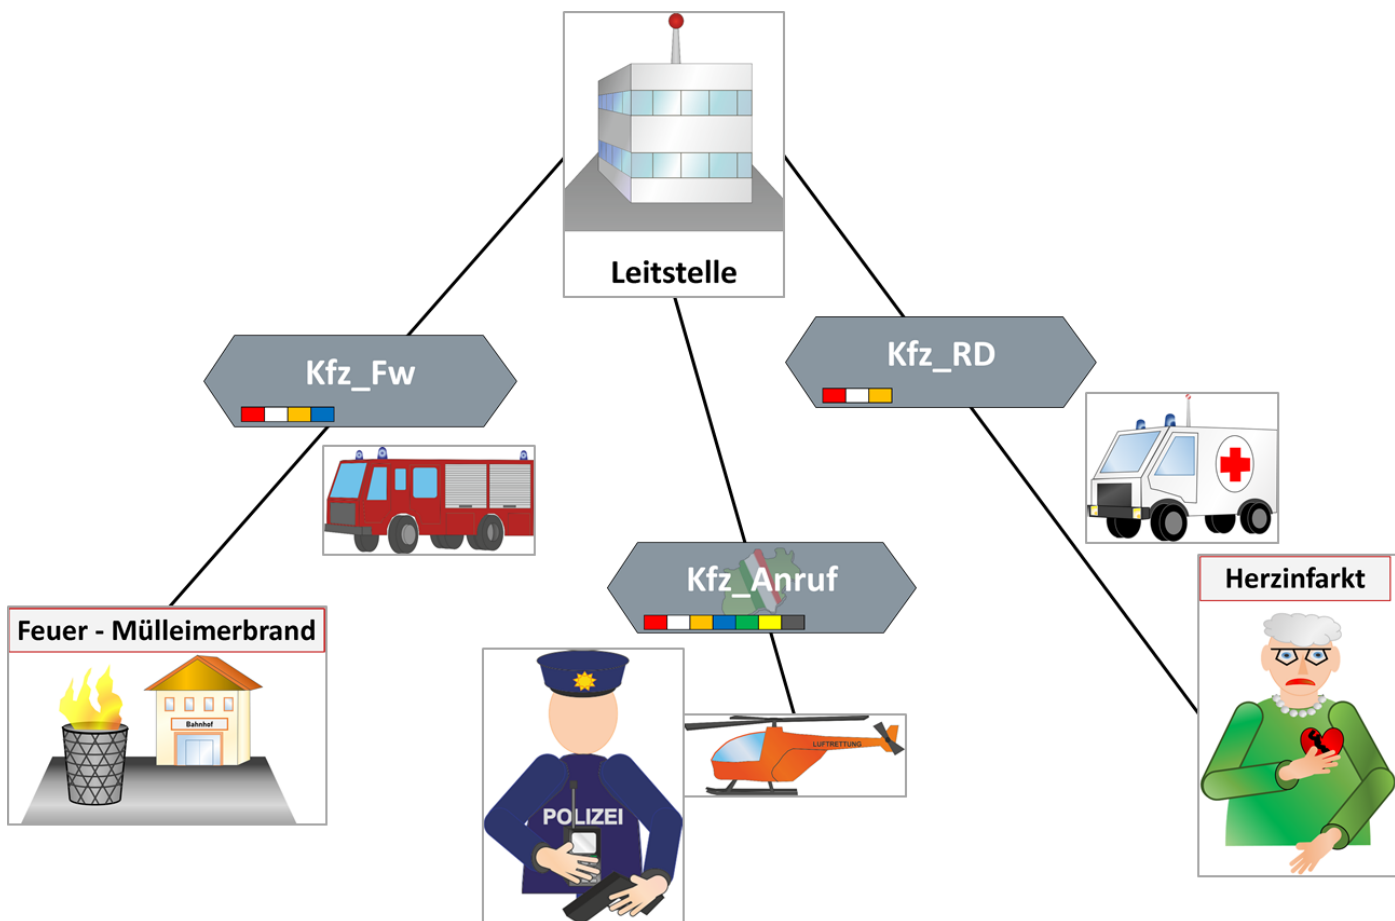 Leitstelle
Kfz_Fw
Kfz_RD
Kfz_Anruf
Feuer - Mülleimerbrand
Bahnhof
POLIZEI
LUFTRETTUNG
Herzinfarkt